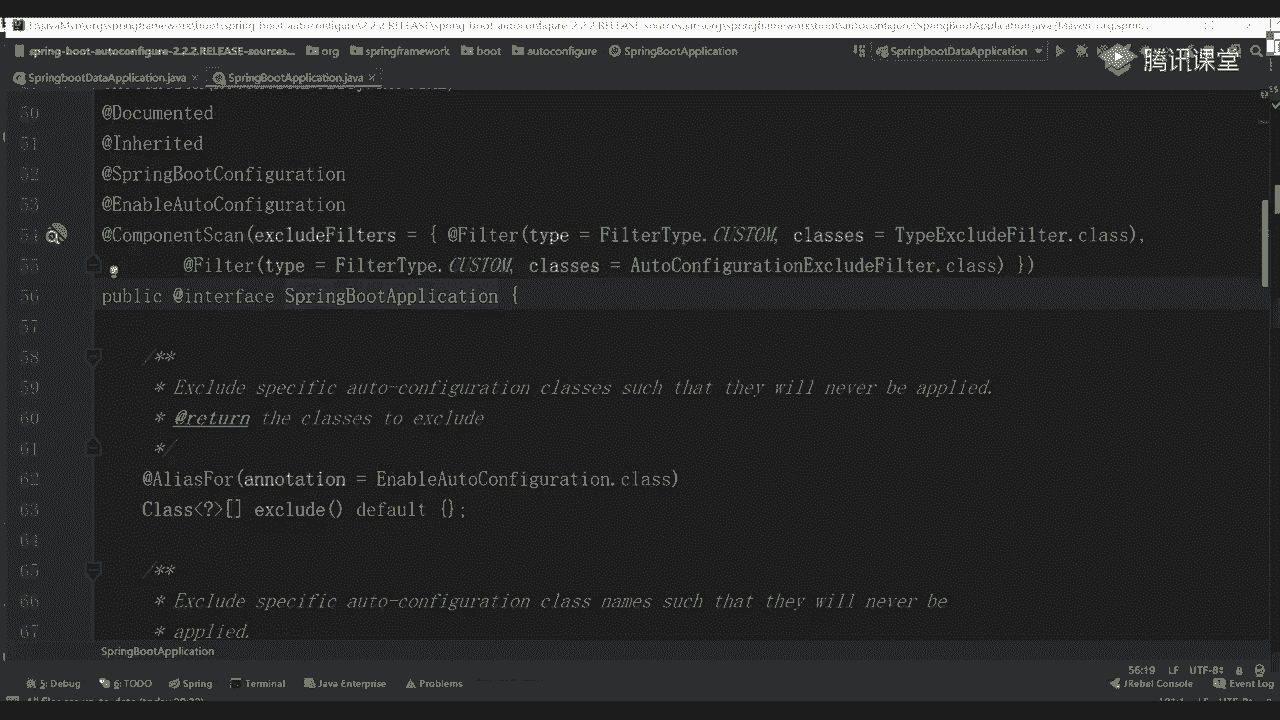 spring-boot-autoconfigure-2.2.2.RELEASE-sources... org springframework boot autoconfigure SpringBootApplication SpringbootDataApplication
腾讯课堂
SpringbootDataApplication.java × SpringBootApplication.java ×
50 @Documented
51 @Inherited
52 @SpringBootConfiguration
53 @EnableAutoConfiguration
54 @ComponentScan(excludeFilters = { @Filter(type = FilterType.CUSTOM, classes = TypeExcludeFilter.class),
55 @Filter(type = FilterType.CUSTOM, classes = AutoConfigurationExcludeFilter.class) })
56 public @interface SpringBootApplication {
57
58 /**
59 * Exclude specific auto-configuration classes such that they will never be applied.
60 * @return the classes to exclude
61 */
62 @AliasFor(annotation = EnableAutoConfiguration.class)
63 Class<?>[] exclude() default {};
64
65 /**
66 * Exclude specific auto-configuration class names such that they will never be
67 * applied.
SpringBootApplication
56:19 LF UTF-8
5: Debug 6: TODO Spring Terminal Java Enterprise Problems JRebel Console Event Log